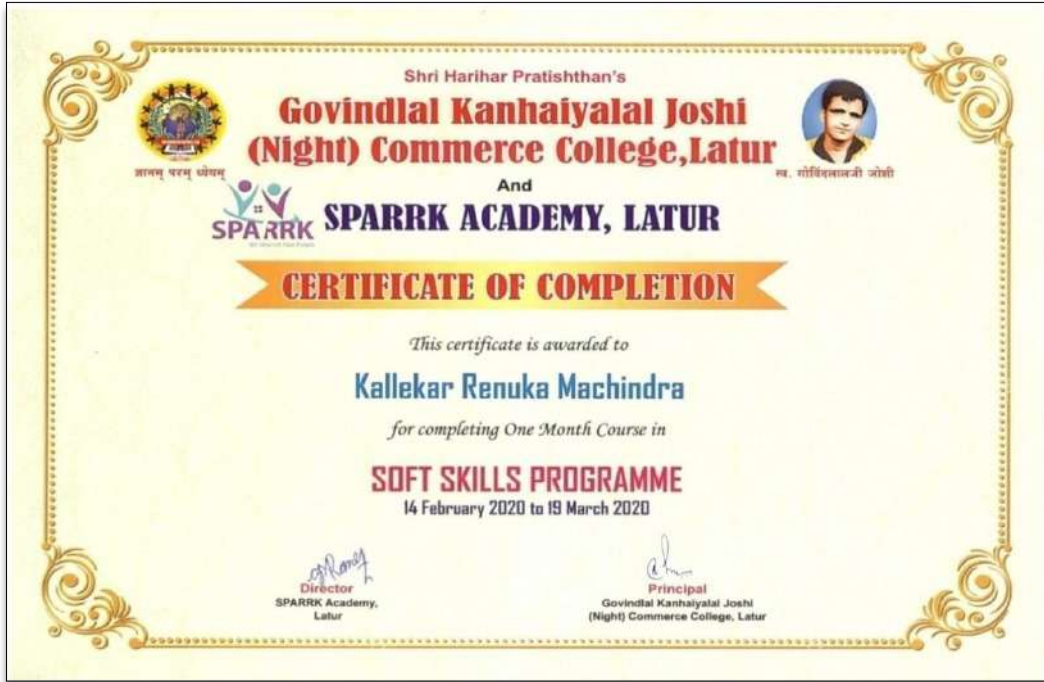 Shri Harihar Pratishthan's
Govindlal Kanhaiyalal Joshi
(Night) Commerce College,Latur
ज्ञानम् परम् ध्येयम्
स्व. गोविंदलालजी जोशी
And
SPARRK
SPARRK ACADEMY, LATUR
CERTIFICATE OF COMPLETION
This certificate is awarded to
Kallekar Renuka Machindra
for completing One Month Course in
SOFT SKILLS PROGRAMME
14 February 2020 to 19 March 2020
Director
SPARRK Academy,
Latur
Principal
Govindlal Kanhaiyalal Joshi
(Night) Commerce College, Latur